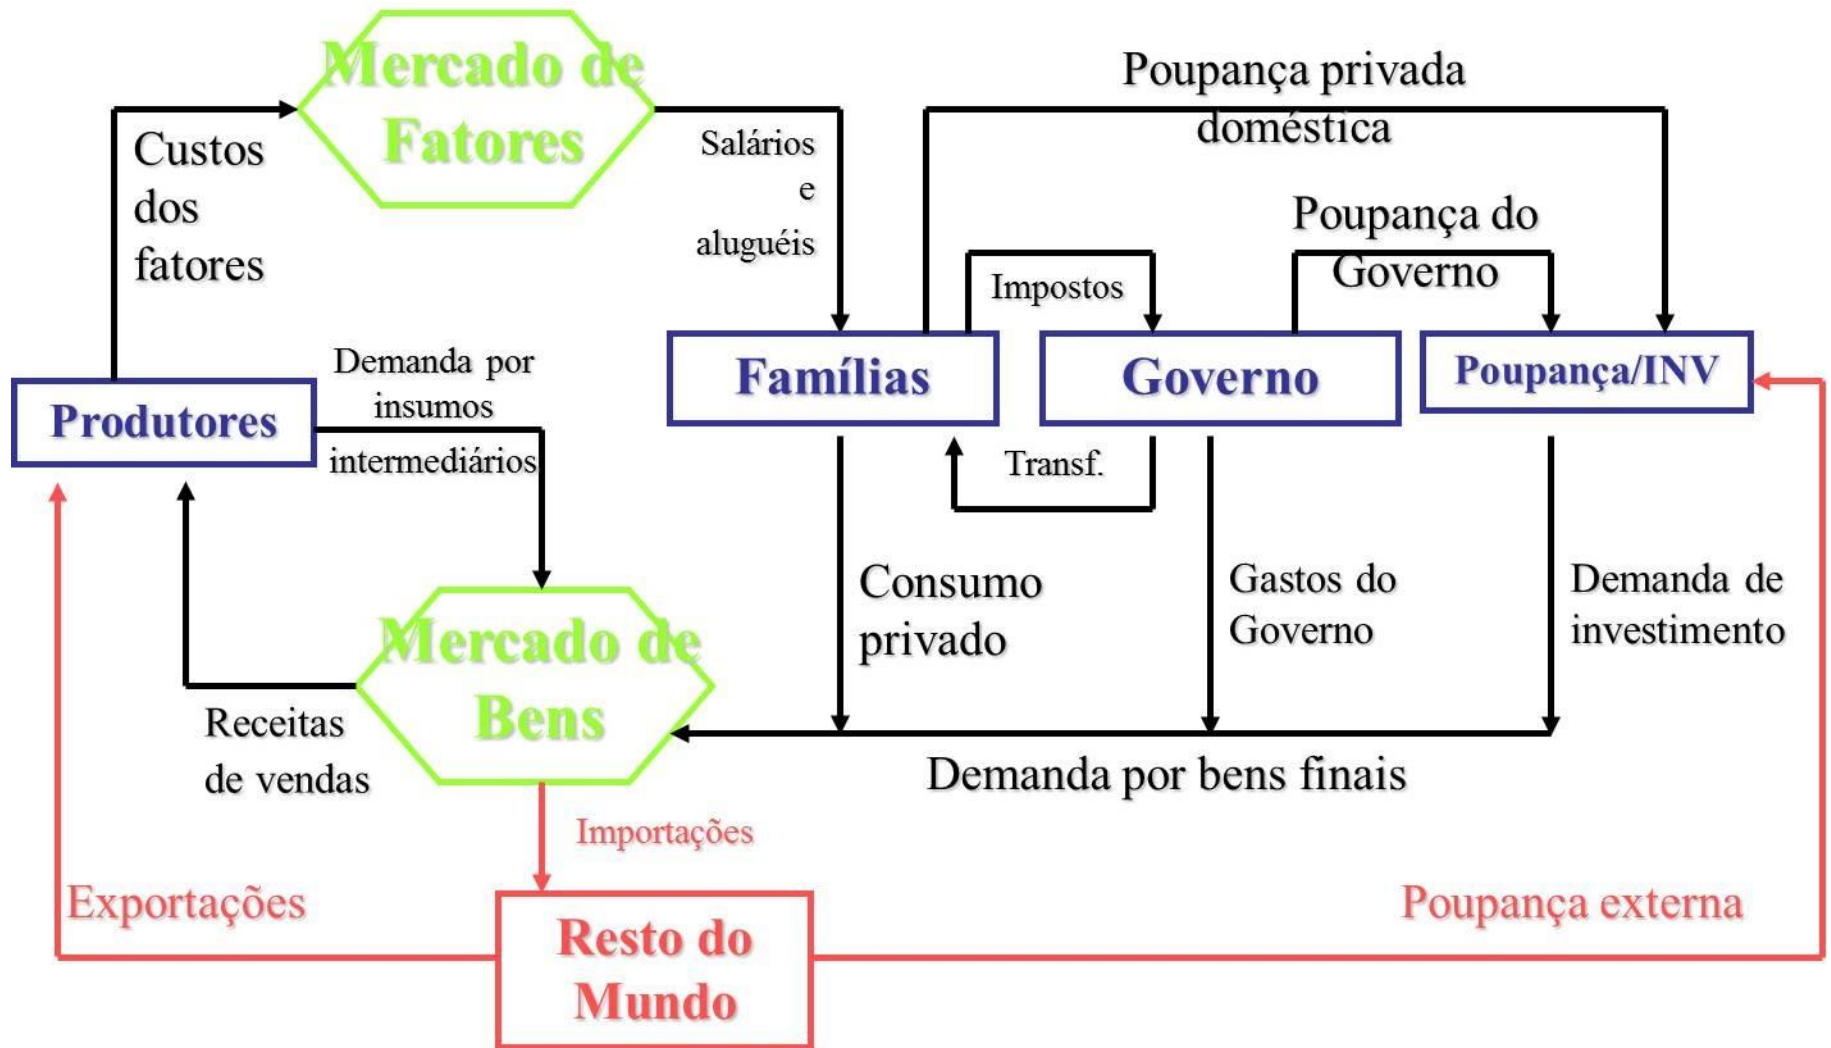 Mercado de
Fatores
Poupança privada
doméstica
Custos
dos
fatores
Salários
e
aluguéis
Poupança do
Governo
Impostos
Famílias
Governo
Poupança/INV
Demanda por
insumos
intermediários
Produtores
Transf.
Consumo
privado
Gastos do
Governo
Demanda de
investimento
Mercado de
Bens
Receitas
de vendas
Demanda por bens finais
Importações
Exportações
Poupança externa
Resto do
Mundo